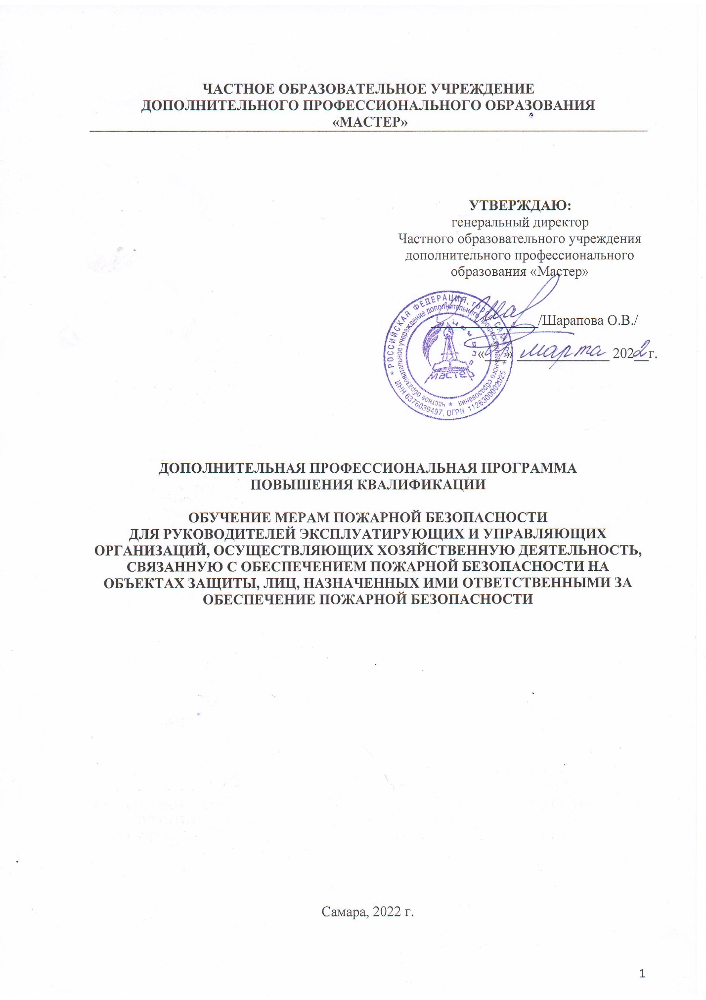 ЧАСТНОЕ ОБРАЗОВАТЕЛЬНОЕ УЧРЕЖДЕНИЕ
ДОПОЛНИТЕЛЬНОГО ПРОФЕССИОНАЛЬНОГО ОБРАЗОВАНИЯ
«МАСТЕР»
УТВЕРЖДАЮ:
генеральный директор
Частного образовательного учреждения
дополнительного профессионального
образования «Мастер»
/Шарапова О.В./
« » марта 2022 г.
* РОССИЙСКАЯ ФЕДЕРАЦИЯ, город САМАРА *
ИНН 6376039497, ОГРН 1126300002025
* частное образовательное учереждение дополнительного профессионального образования
мастер
ДОПОЛНИТЕЛЬНАЯ ПРОФЕССИОНАЛЬНАЯ ПРОГРАММА
ПОВЫШЕНИЯ КВАЛИФИКАЦИИ
ОБУЧЕНИЕ МЕРАМ ПОЖАРНОЙ БЕЗОПАСНОСТИ
ДЛЯ РУКОВОДИТЕЛЕЙ ЭКСПЛУАТИРУЮЩИХ И УПРАВЛЯЮЩИХ
ОРГАНИЗАЦИЙ, ОСУЩЕСТВЛЯЮЩИХ ХОЗЯЙСТВЕННУЮ ДЕЯТЕЛЬНОСТЬ,
СВЯЗАННУЮ С ОБЕСПЕЧЕНИЕМ ПОЖАРНОЙ БЕЗОПАСНОСТИ НА
ОБЪЕКТАХ ЗАЩИТЫ, ЛИЦ, НАЗНАЧЕННЫХ ИМИ ОТВЕТСТВЕННЫМИ ЗА
ОБЕСПЕЧЕНИЕ ПОЖАРНОЙ БЕЗОПАСНОСТИ
Самара, 2022 г.
1